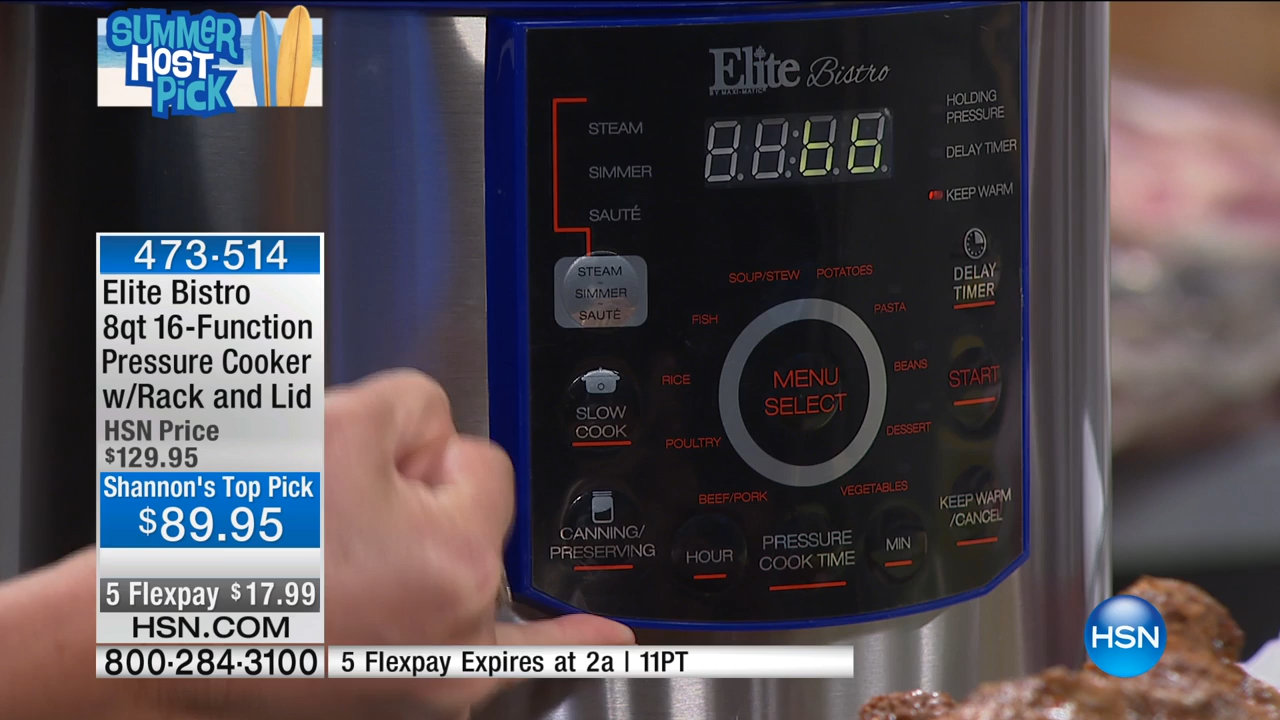 SUMMER
HOST
PICK
473-514
Elite Bistro
8qt 16-Function
Pressure Cooker
w/Rack and Lid
HSN Price
$129.95
Shannon's Top Pick
$89.95
5 Flexpay $17.99
HSN.COM
800-284-3100
5 Flexpay Expires at 2a | 11PT
Elite Bistro
BY MAXI-MATIC
STEAM
SIMMER
SAUTÉ
HOLDING
PRESSURE
DELAY TIMER
KEEP WARM
STEAM
SIMMER
SAUTÉ
DELAY
TIMER
SOUP/STEW
POTATOES
FISH
PASTA
RICE
BEANS
POULTRY
DESSERT
BEEF/PORK
VEGETABLES
MENU
SELECT
START
SLOW
COOK
CANNING/
PRESERVING
HOUR
PRESSURE
COOK TIME
MIN
KEEP WARM
/CANCEL
HSN